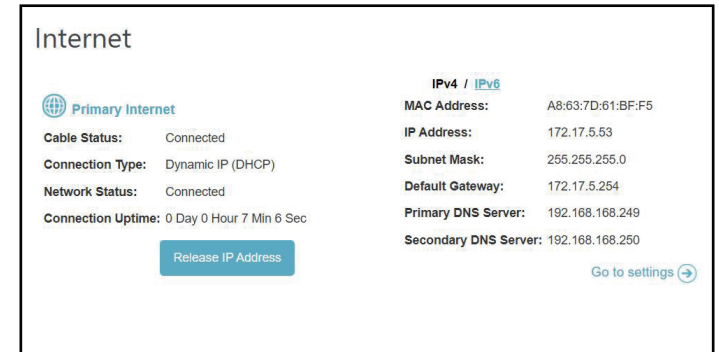 Internet
Primary Internet
Cable Status: Connected
Connection Type: Dynamic IP (DHCP)
Network Status: Connected
Connection Uptime: 0 Day 0 Hour 7 Min 6 Sec
Release IP Address
IPv4 / IPv6
MAC Address: A8:63:7D:61:BF:F5
IP Address: 172.17.5.53
Subnet Mask: 255.255.255.0
Default Gateway: 172.17.5.254
Primary DNS Server: 192.168.168.249
Secondary DNS Server: 192.168.168.250
Go to settings